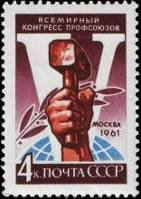 ВСЕМИРНЫЙ
КОНГРЕСС ПРОФСОЮЗОВ
V
МОСКВА
1961
4К. ПОЧТА СССР